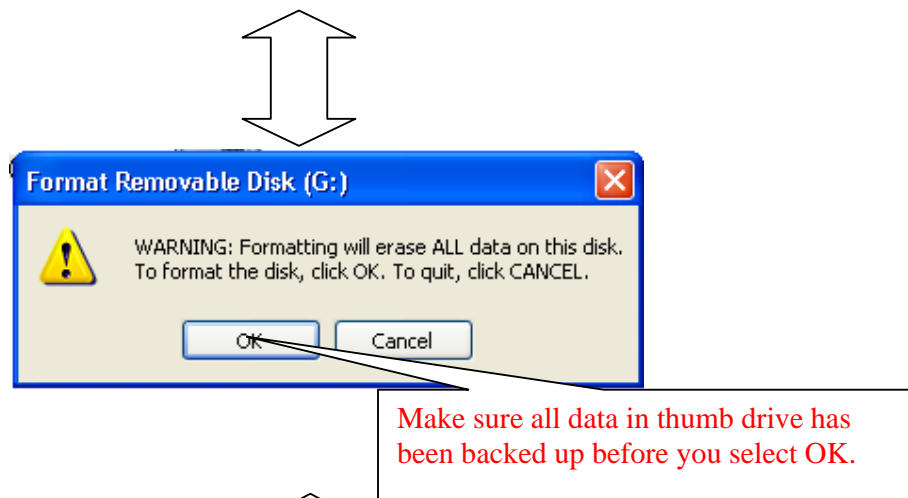 Format Removable Disk (G:)
WARNING: Formatting will erase ALL data on this disk.
To format the disk, click OK. To quit, click CANCEL.
OK
Cancel
Make sure all data in thumb drive has
been backed up before you select OK.